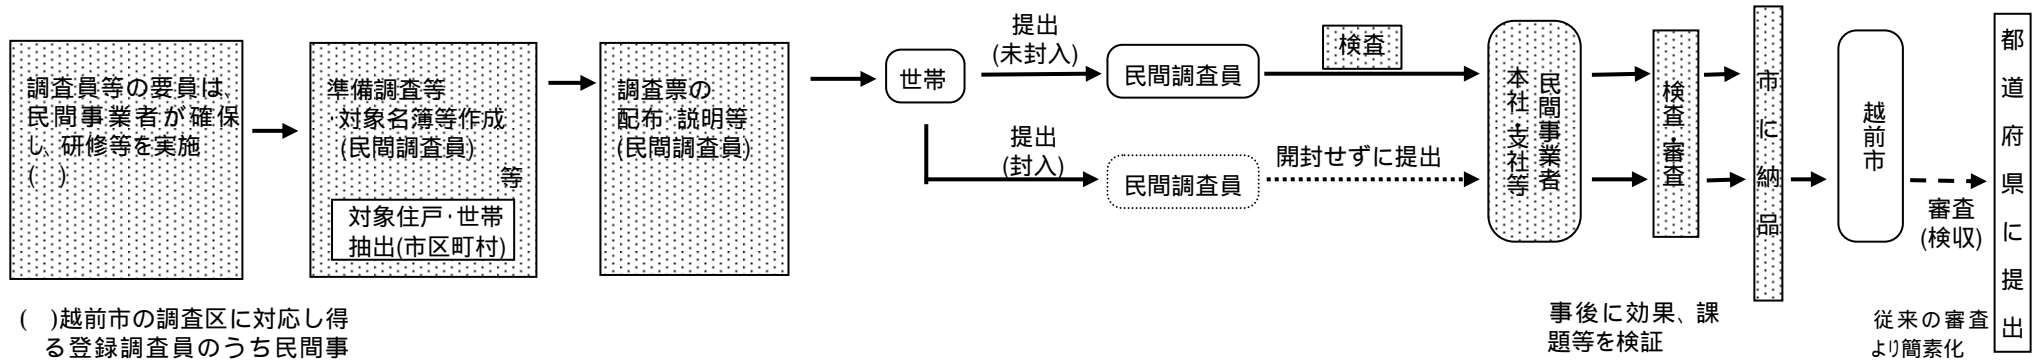 調査員等の要員は、
民間事業者が確保
し、研修等を実施
(　)
準備調査等
・対象名簿等作成
(民間調査員)
等
対象住戸・世帯
抽出(市区町村)
調査票の
配布・説明等
(民間調査員)
世帯
提出
(未封入)
民間調査員
検査
提出
(封入)
民間調査員
開封せずに提出
民間事業者
本社・支社等
検査・審査
市に納品
越前市
審査
(検収)
都道府県に提出
(　)越前市の調査区に対応し得
る登録調査員のうち民間事
事後に効果、課
題等を検証
従来の審査
より簡素化